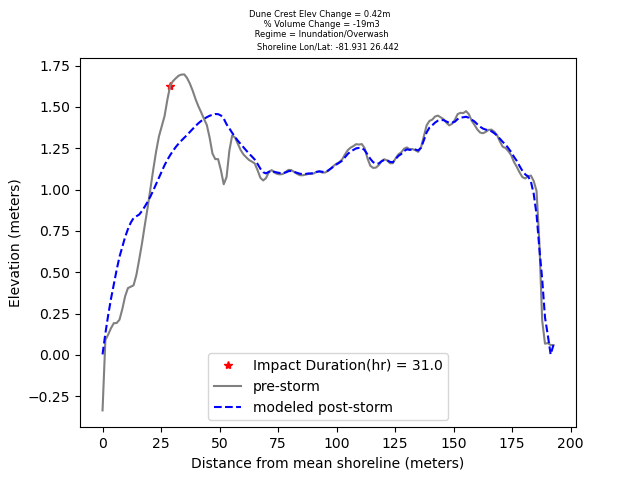 Dune Crest Elev Change = 0.42m
% Volume Change = -19m3
Regime = Inundation/Overwash
Shoreline Lon/Lat: -81.931 26.442
1.75
1.50
1.25
1.00
0.75
0.50
0.25
0.00
−0.25
Elevation (meters)
Impact Duration(hr) = 31.0
pre-storm
modeled post-storm
0 25 50 75 100 125 150 175 200
Distance from mean shoreline (meters)